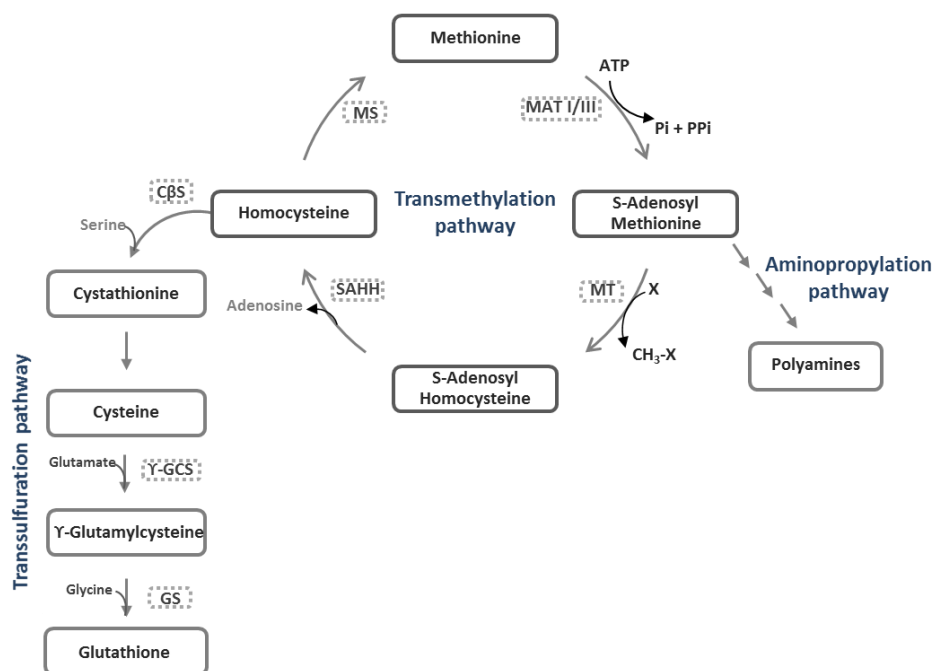 Methionine
ATP
MAT I/III
MS
Pi + PPi
CβS
Homocysteine
Transmethylation
pathway
S-Adenosyl
Methionine
Serine
Aminopropylation
pathway
Cystathionine
SAHH
Adenosine
MT
X
CH₃-X
Polyamines
S-Adenosyl
Homocysteine
Transsulfuration pathway
Cysteine
Glutamate
ϒ-GCS
ϒ-Glutamylcysteine
Glycine
GS
Glutathione